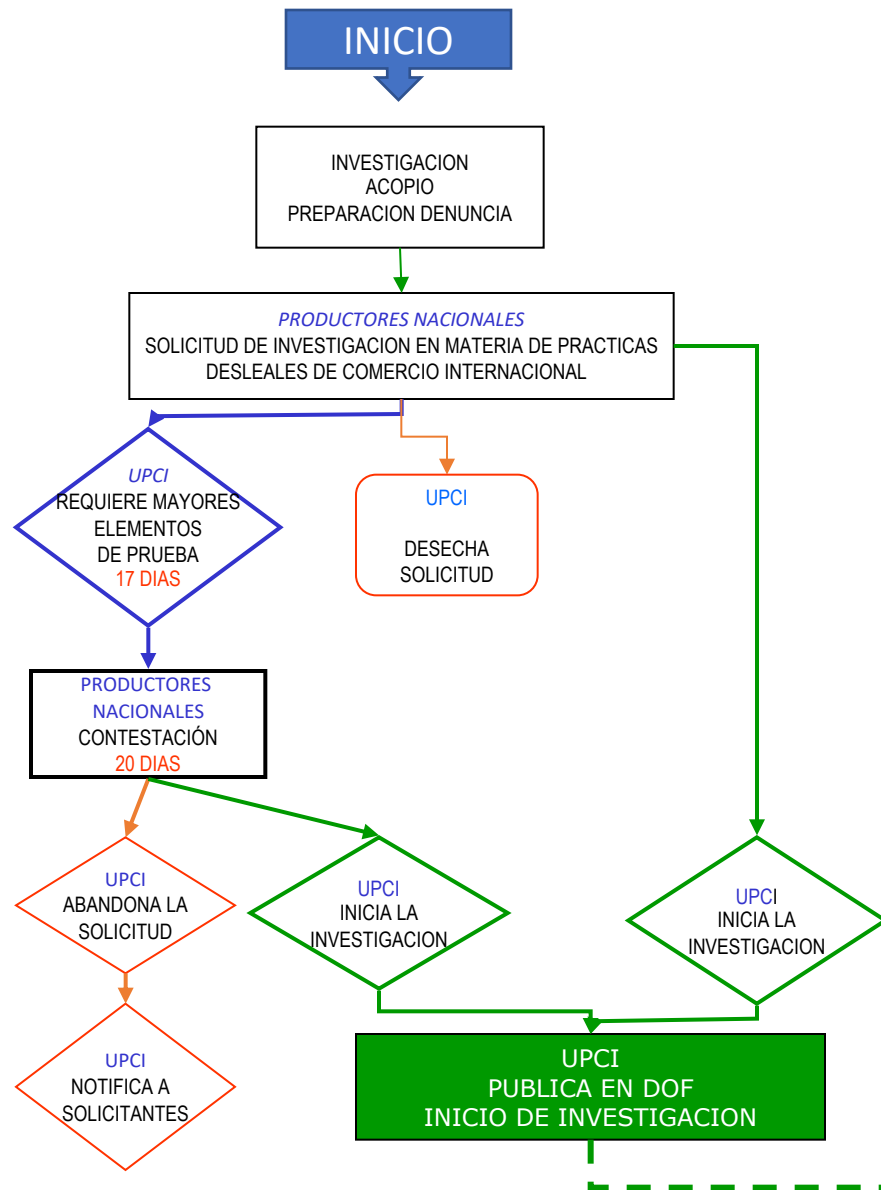 INICIO
INVESTIGACION
ACOPIO
PREPARACION DENUNCIA
PRODUCTORES NACIONALES
SOLICITUD DE INVESTIGACION EN MATERIA DE PRACTICAS
DESLEALES DE COMERCIO INTERNACIONAL
UPCI
REQUIERE MAYORES
ELEMENTOS
DE PRUEBA
17 DIAS
UPCI
DESECHA
SOLICITUD
PRODUCTORES
NACIONALES
CONTESTACIÓN
20 DIAS
UPCI
ABANDONA LA
SOLICITUD
UPCI
INICIA LA
INVESTIGACION
UPCI
INICIA LA
INVESTIGACION
UPCI
NOTIFICA A
SOLICITANTES
UPCI
PUBLICA EN DOF
INICIO DE INVESTIGACION